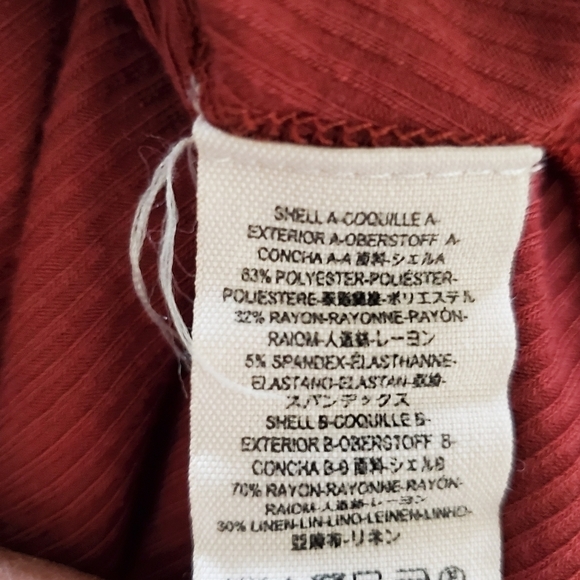 SHELL A-COQUILLE A-
EXTERIOR A-OBERSTOFF A-
CONCHA A-A 面料-シェルA
63% POLYESTER-POLIÉSTER-
POLIESTERE-聚酯纖維-ポリエステル
32% RAYON-RAYONNE-RAYÓN-
RAIOM-人造絲-レーヨン
5% SPANDEX-ÉLASTHANNE-
ELASTANO-ELASTAN-氨綸-
スパンデックス
SHELL B-COQUILLE B-
EXTERIOR B-OBERSTOFF B-
CONCHA B-B 面料-シェルB
70% RAYON-RAYONNE-RAYÓN-
RAIOM-人造絲-レーヨン
30% LINEN-LIN-LINO-LEINEN-LINHO-
亞麻布-リネン